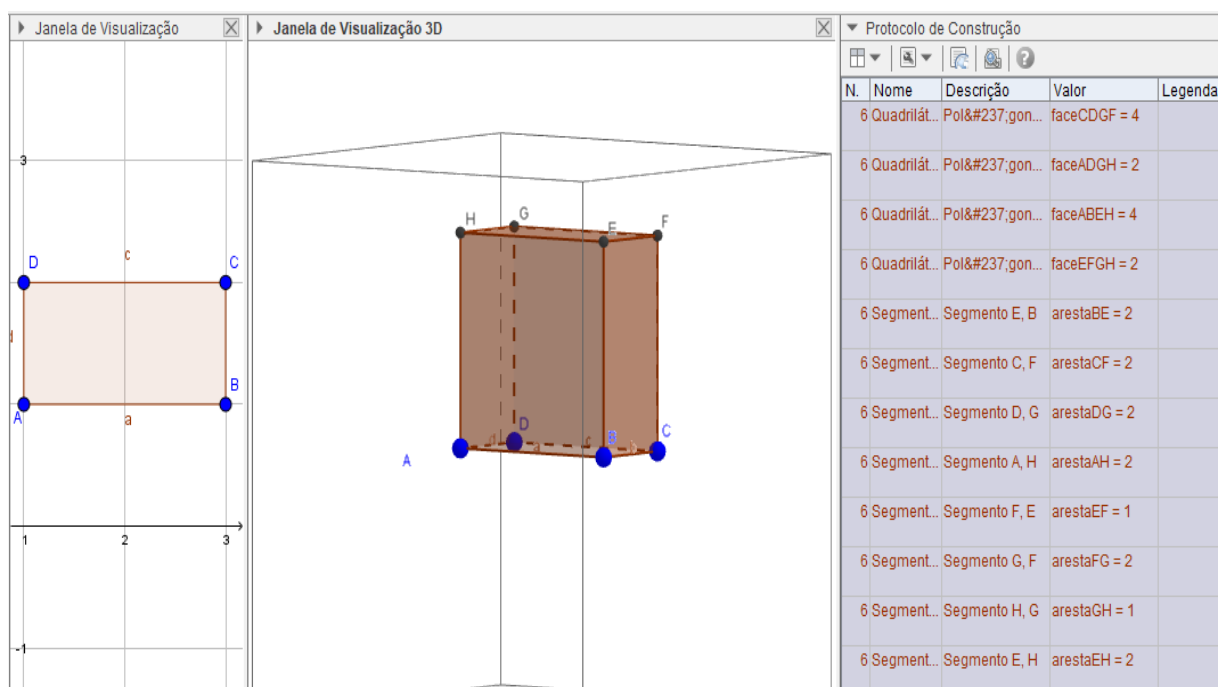 Janela de Visualização
3
D
c
C
d
B
A
a
1
2
3
-1
Janela de Visualização 3D
H
G
E
F
D
B
C
d
a
c
b
A
Protocolo de Construção
N. Nome Descrição Valor Legenda
6 Quadrilát... Pol&#237;gon... faceCDGF = 4
6 Quadrilát... Pol&#237;gon... faceADGH = 2
6 Quadrilát... Pol&#237;gon... faceABEH = 4
6 Quadrilát... Pol&#237;gon... faceEFGH = 2
6 Segment... Segmento E, B arestaBE = 2
6 Segment... Segmento C, F arestaCF = 2
6 Segment... Segmento D, G arestaDG = 2
6 Segment... Segmento A, H arestaAH = 2
6 Segment... Segmento F, E arestaEF = 1
6 Segment... Segmento G, F arestaFG = 2
6 Segment... Segmento H, G arestaGH = 1
6 Segment... Segmento E, H arestaEH = 2